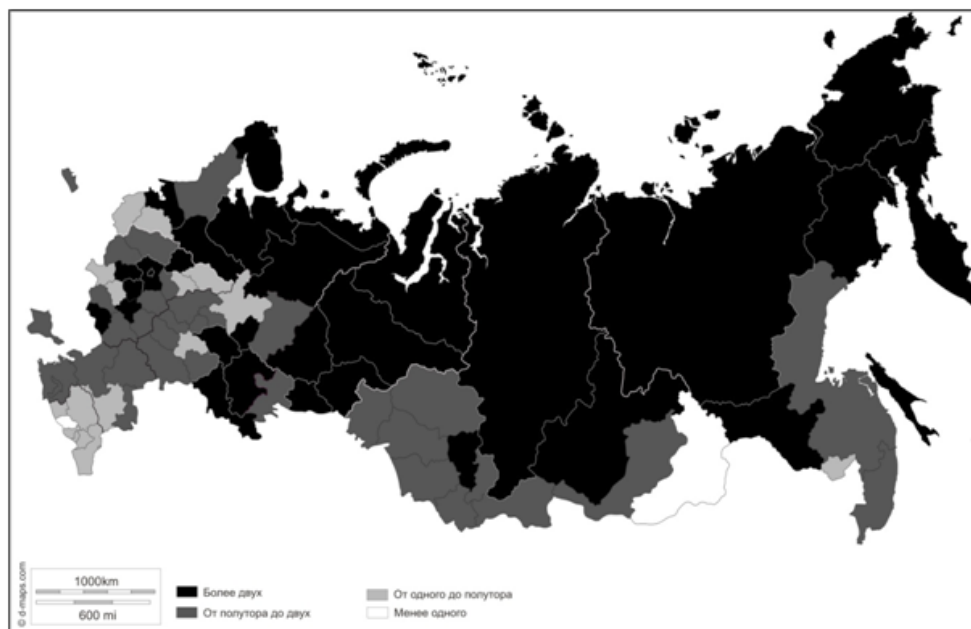 © d-maps.com
1000km
600 mi
Более двух
От полутора до двух
От одного до полутора
Менее одного